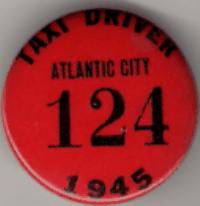 TAXI DRIVER
ATLANTIC CITY
124
1945